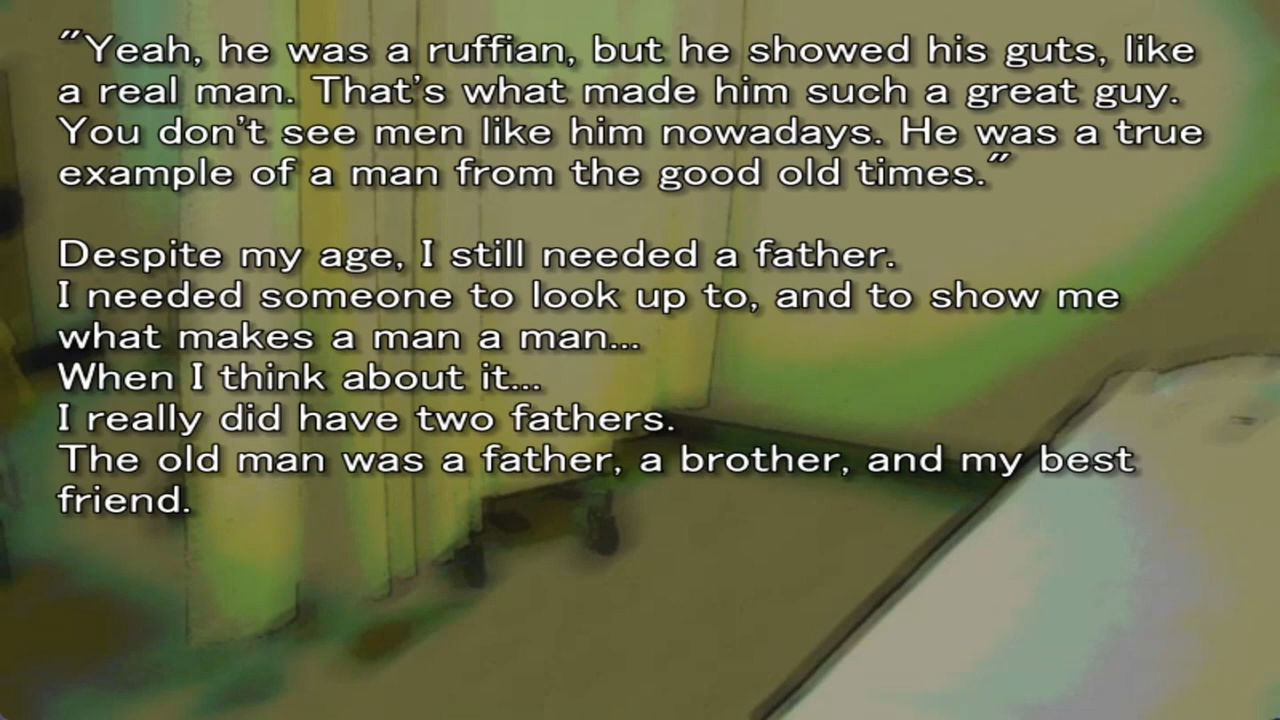 "Yeah, he was a ruffian, but he showed his guts, like
a real man. That's what made him such a great guy.
You don't see men like him nowadays. He was a true
example of a man from the good old times."
Despite my age, I still needed a father.
I needed someone to look up to, and to show me
what makes a man a man...
When I think about it...
I really did have two fathers.
The old man was a father, a brother, and my best
friend.